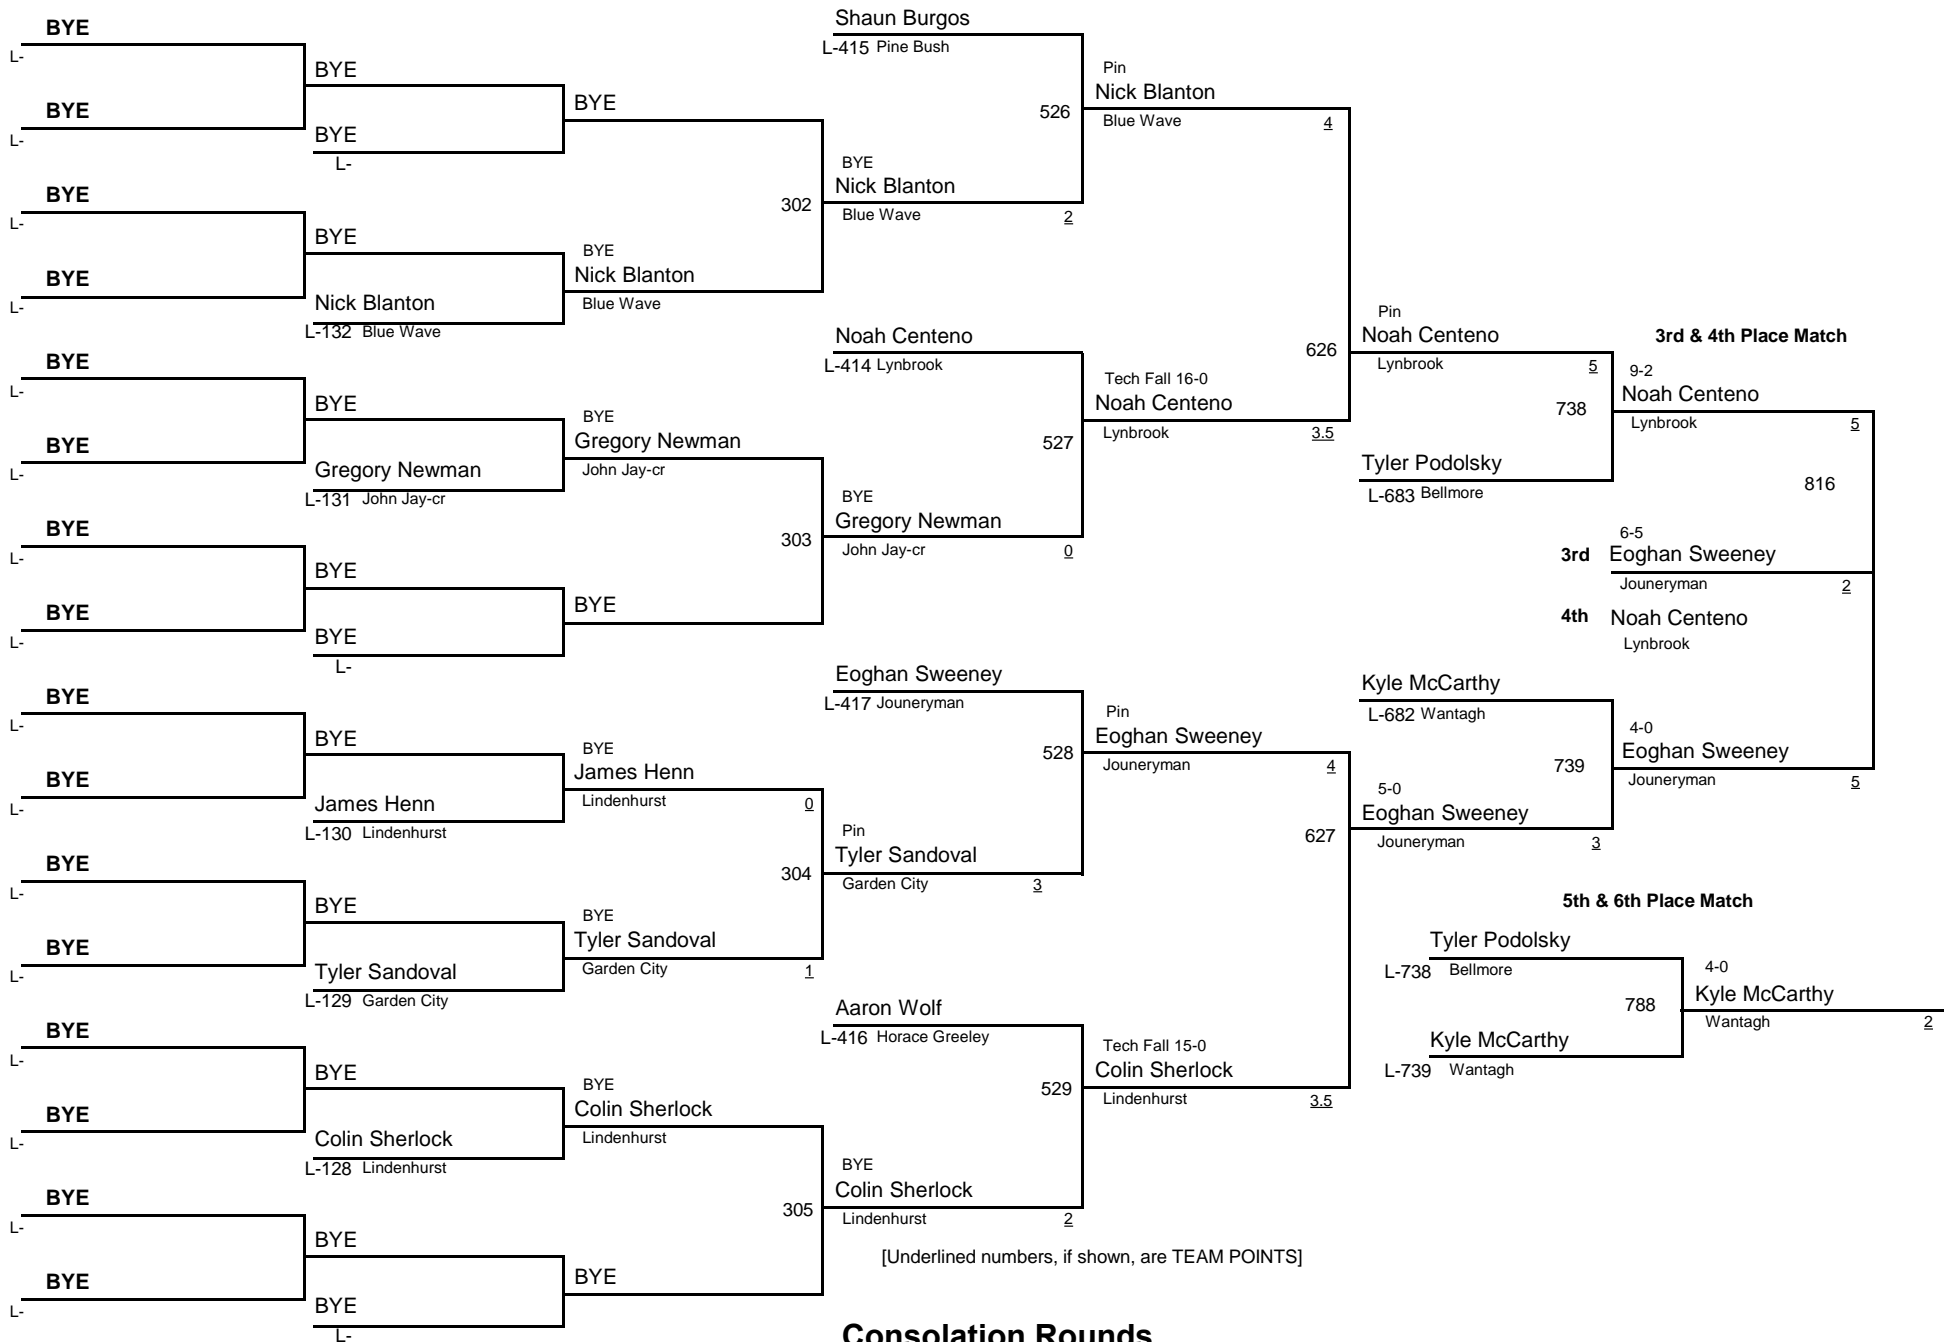 BYE
L-
BYE
L-
BYE
L-
BYE
L-
BYE
L-
BYE
L-
BYE
L-
BYE
L-
BYE
L-
BYE
L-
BYE
L-
BYE
L-
BYE
L-
BYE
L-
BYE
L-
BYE
L-
BYE
BYE
L-
BYE
Nick Blanton
L-132 Blue Wave
BYE
Gregory Newman
L-131 John Jay-cr
BYE
BYE
L-
BYE
James Henn
L-130 Lindenhurst
BYE
Tyler Sandoval
L-129 Garden City
BYE
Colin Sherlock
L-128 Lindenhurst
BYE
BYE
L-
BYE
302
BYE
Nick Blanton
Blue Wave
BYE
Gregory Newman
John Jay-cr
303
BYE
BYE
James Henn
Lindenhurst 0
304
BYE
Tyler Sandoval
Garden City 1
BYE
Colin Sherlock
Lindenhurst
305
BYE
Shaun Burgos
L-415 Pine Bush
526
BYE
Nick Blanton
Blue Wave 2
Noah Centeno
L-414 Lynbrook
527
BYE
Gregory Newman
John Jay-cr 0
Eoghan Sweeney
L-417 Jouneryman
528
Pin
Tyler Sandoval
Garden City 3
Aaron Wolf
L-416 Horace Greeley
529
BYE
Colin Sherlock
Lindenhurst 2
Pin
Nick Blanton
Blue Wave 4
626
Tech Fall 16-0
Noah Centeno
Lynbrook 3.5
Pin
Eoghan Sweeney
Jouneryman 4
627
Tech Fall 15-0
Colin Sherlock
Lindenhurst 3.5
Pin
Noah Centeno
Lynbrook 5
738
Tyler Podolsky
L-683 Bellmore
Kyle McCarthy
L-682 Wantagh
739
5-0
Eoghan Sweeney
Jouneryman 3
3rd & 4th Place Match
9-2
Noah Centeno
Lynbrook 5
816
6-5
3rd Eoghan Sweeney
Jouneryman 2
4th Noah Centeno
Lynbrook
4-0
Eoghan Sweeney
Jouneryman 5
5th & 6th Place Match
Tyler Podolsky
L-738 Bellmore
788
Kyle McCarthy
L-739 Wantagh
4-0
Kyle McCarthy
Wantagh 2
[Underlined numbers, if shown, are TEAM POINTS]
Consolation Rounds